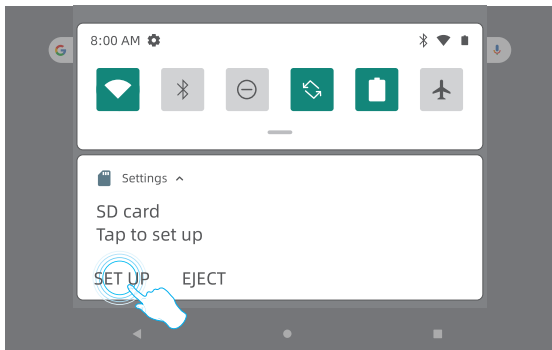 8:00 AM
Settings
SD card
Tap to set up
SET UP EJECT